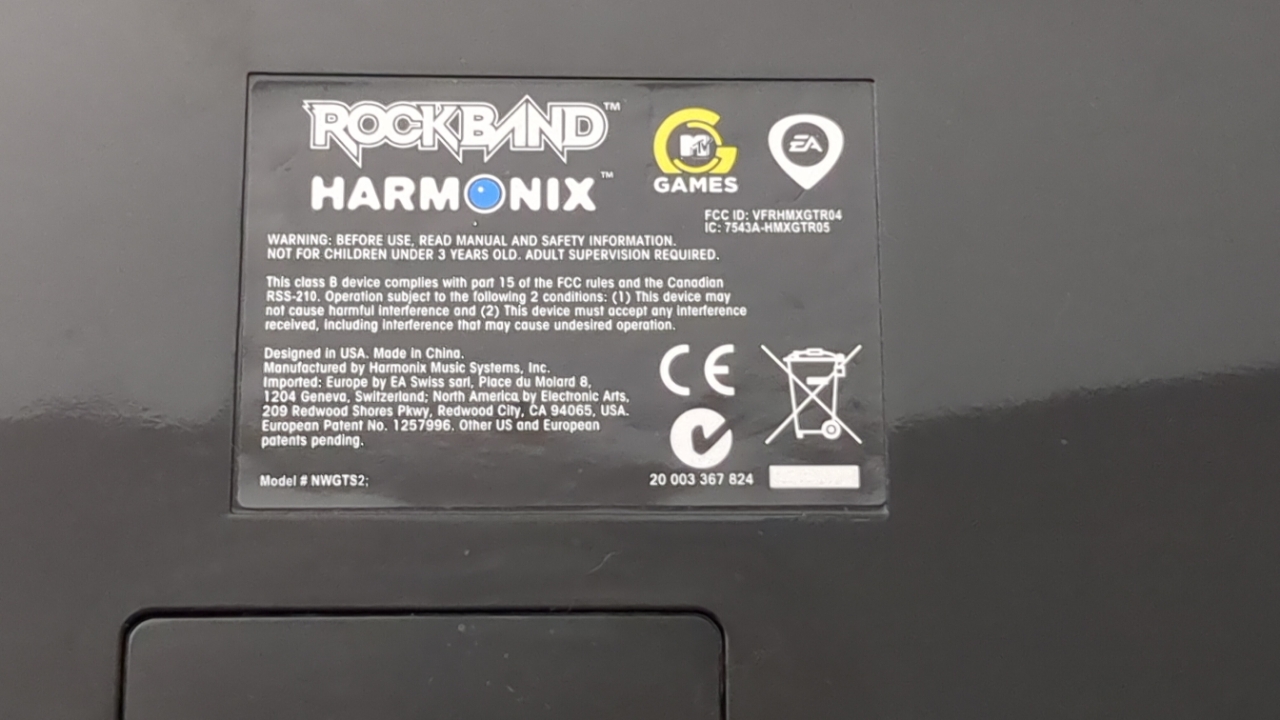 ROCKBAND™
HARMONIX™
MTV
GAMES
EA
FCC ID: VFRHMXGTR04
IC: 7543A-HMXGTR05
WARNING: BEFORE USE, READ MANUAL AND SAFETY INFORMATION.
NOT FOR CHILDREN UNDER 3 YEARS OLD. ADULT SUPERVISION REQUIRED.
This class B device complies with part 15 of the FCC rules and the Canadian
RSS-210. Operation subject to the following 2 conditions: (1) This device may
not cause harmful interference and (2) This device must accept any interference
received, including interference that may cause undesired operation.
Designed in USA. Made in China.
Manufactured by Harmonix Music Systems, Inc.
Imported: Europe by EA Swiss sarl, Place du Molard 8,
1204 Geneva, Switzerland; North America by Electronic Arts,
209 Redwood Shores Pkwy, Redwood City, CA 94065, USA.
European Patent No. 1257996. Other US and European
patents pending.
CE
Model # NWGTS2;
20 003 367 824